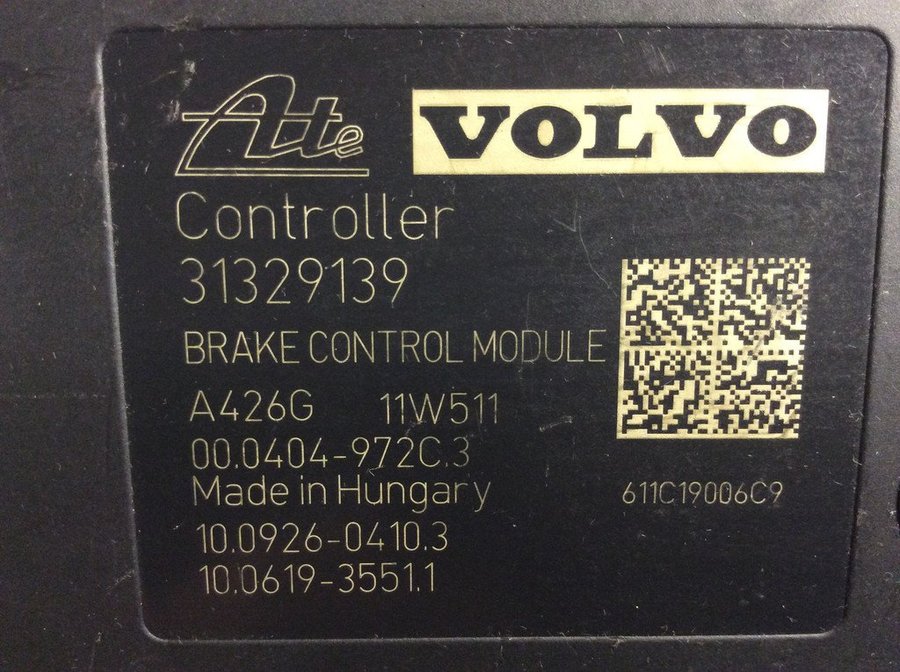 Ate VOLVO
Controller
31329139
BRAKE CONTROL MODULE
A426G 11W511
00.0404-972C.3
Made in Hungary
611C19006C9
10.0926-0410.3
10.0619-3551.1